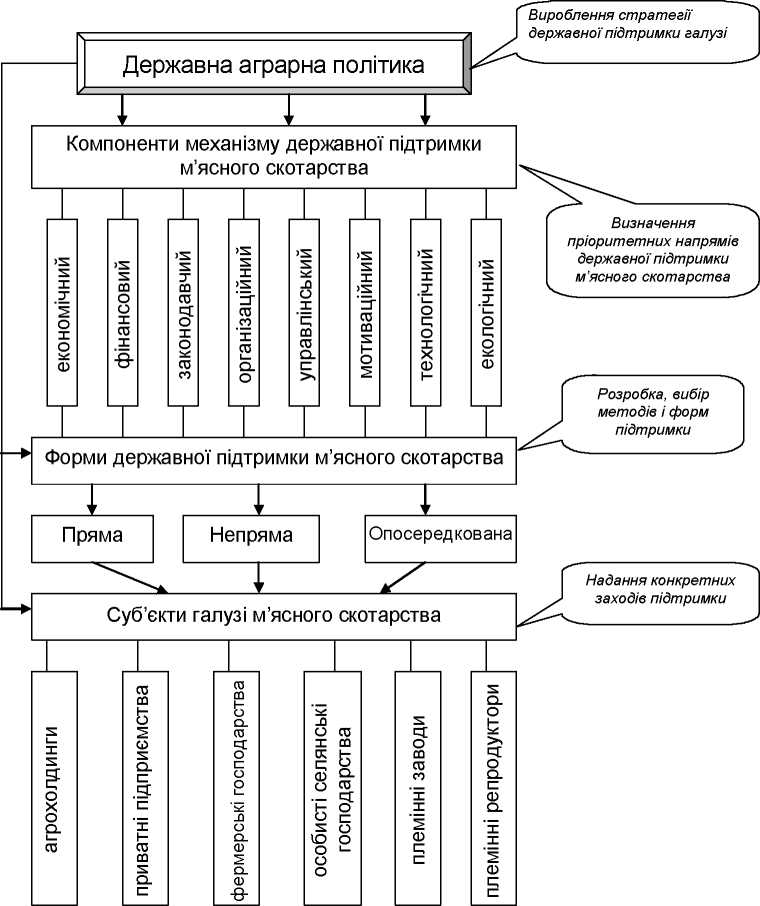 Вироблення стратегії
державної підтримки галузі
Державна аграрна політика
Компоненти механізму державної підтримки
м’ясного скотарства
Визначення
пріоритетних напрямів
державної підтримки
м’ясного скотарства
економічний
фінансовий
законодавчий
організаційний
управлінський
мотиваційний
технологічний
екологічний
Розробка, вибір
методів і форм
підтримки
Форми державної підтримки м’ясного скотарства
Пряма
Непряма
Опосередкована
Надання конкретних
заходів підтримки
Суб’єкти галузі м’ясного скотарства
агрохолдинги
приватні підприємства
фермерські господарства
особисті селянські
господарства
племінні заводи
племінні репродуктори